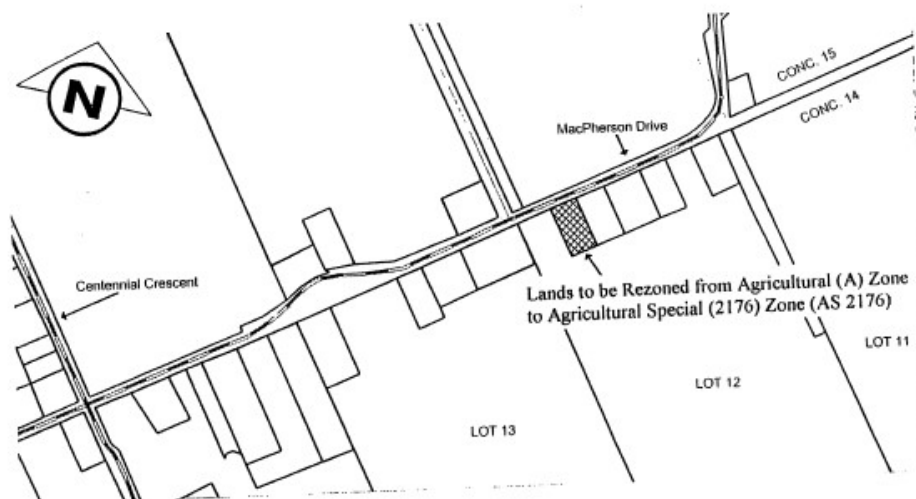 N
CONC. 15
CONC. 14
MacPherson Drive
Centennial Crescent
Lands to be Rezoned from Agricultural (A) Zone
to Agricultural Special (2176) Zone (AS 2176)
LOT 11
LOT 12
LOT 13